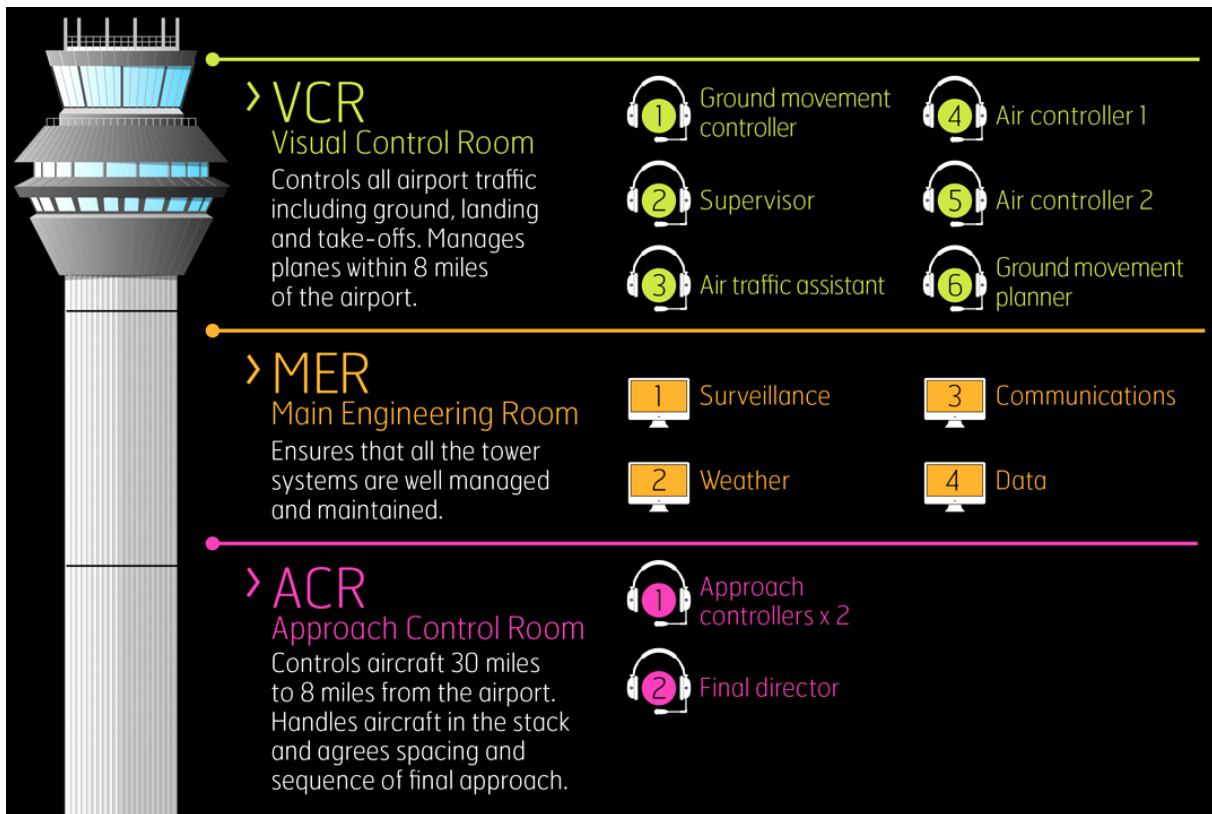 › VCR
Visual Control Room
Controls all airport traffic
including ground, landing
and take-offs. Manages
planes within 8 miles
of the airport.
1 Ground movement
controller
2 Supervisor
3 Air traffic assistant
4 Air controller 1
5 Air controller 2
6 Ground movement
planner
› MER
Main Engineering Room
Ensures that all the tower
systems are well managed
and maintained.
1 Surveillance
2 Weather
3 Communications
4 Data
› ACR
Approach Control Room
Controls aircraft 30 miles
to 8 miles from the airport.
Handles aircraft in the stack
and agrees spacing and
sequence of final approach.
1 Approach
controllers x 2
2 Final director